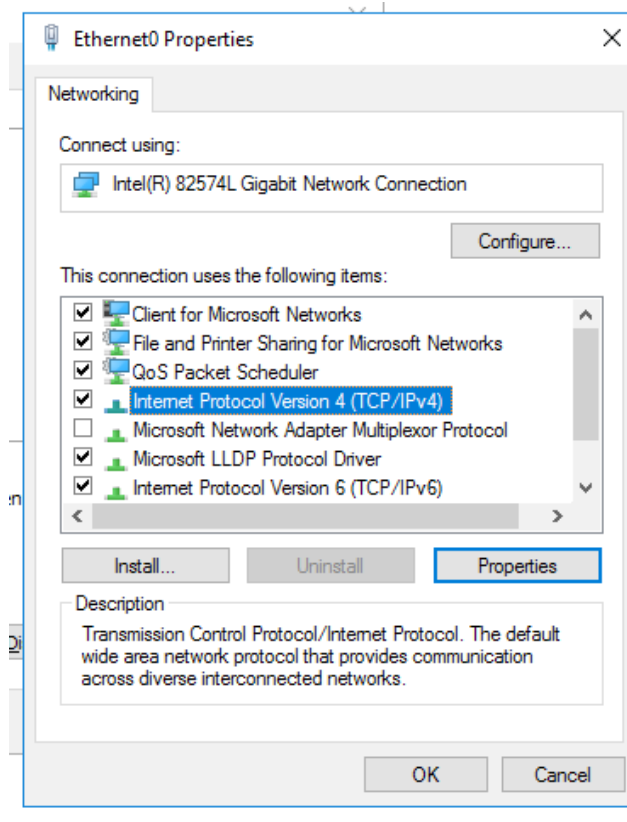 Ethernet0 Properties
Networking
Connect using:
Intel(R) 82574L Gigabit Network Connection
Configure...
This connection uses the following items:
Client for Microsoft Networks
File and Printer Sharing for Microsoft Networks
QoS Packet Scheduler
Internet Protocol Version 4 (TCP/IPv4)
Microsoft Network Adapter Multiplexor Protocol
Microsoft LLDP Protocol Driver
Internet Protocol Version 6 (TCP/IPv6)
en
Install...
Uninstall
Properties
Description
Di
Transmission Control Protocol/Internet Protocol. The default
wide area network protocol that provides communication
across diverse interconnected networks.
OK
Cancel